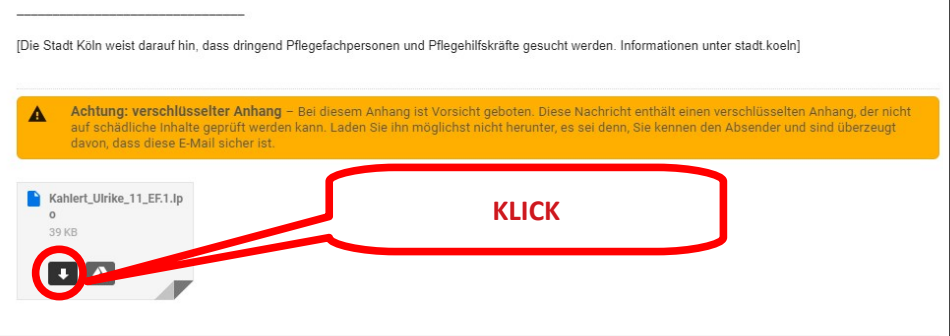 [Die Stadt Köln weist darauf hin, dass dringend Pflegefachpersonen und Pflegehilfskräfte gesucht werden. Informationen unter stadt.koeln]
Achtung: verschlüsselter Anhang – Bei diesem Anhang ist Vorsicht geboten. Diese Nachricht enthält einen verschlüsselten Anhang, der nicht
auf schädliche Inhalte geprüft werden kann. Laden Sie ihn möglichst nicht herunter, es sei denn, Sie kennen den Absender und sind überzeugt
davon, dass diese E-Mail sicher ist.
Kahlert_Ulrike_11_EF.1.lp
o
39 KB
KLICK